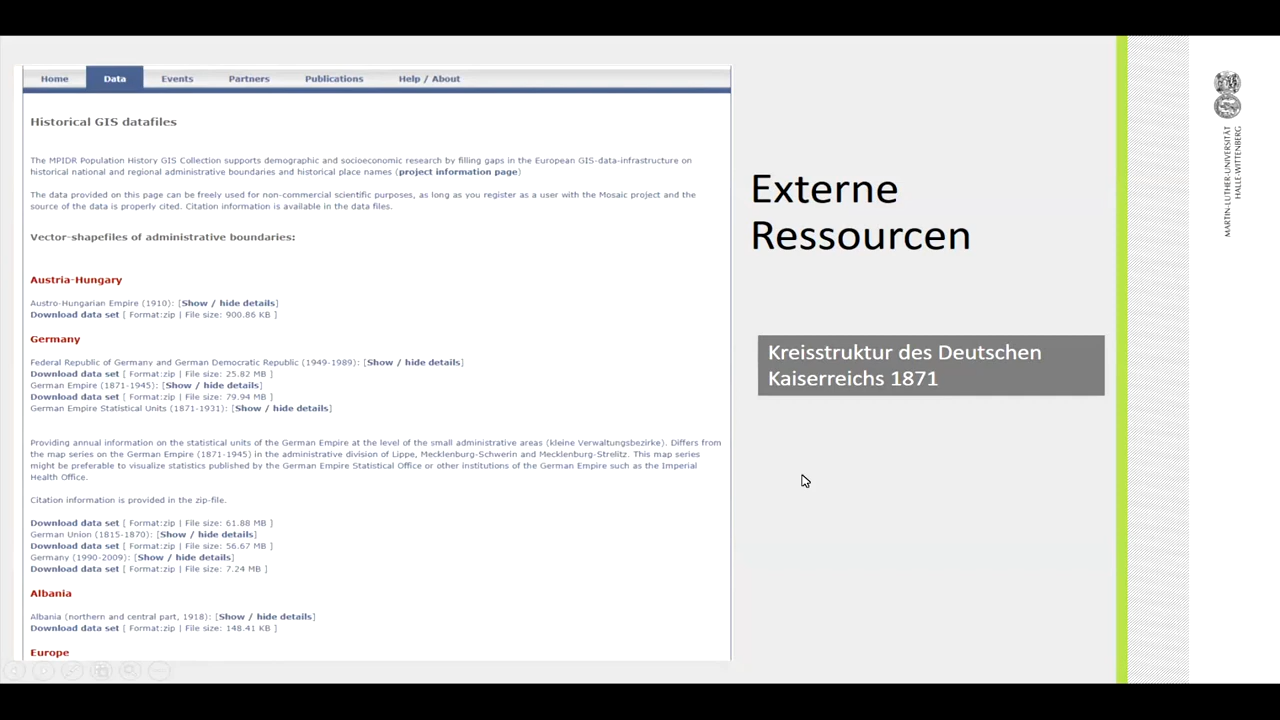 Home Data Events Partners Publications Help / About
Historical GIS datafiles
The MPIDR Population History GIS Collection supports demographic and socioeconomic research by filling gaps in the European GIS-data-infrastructure on
historical national and regional administrative boundaries and historical place names (project information page)
The data provided on this page can be freely used for non-commercial scientific purposes, as long as you register as a user with the Mosaic project and the
source of the data is properly cited. Citation information is available in the data files.
Vector-shapefiles of administrative boundaries:
Austria-Hungary
Austro-Hungarian Empire (1910): [Show / hide details]
Download data set [ Format:zip | File size: 900.86 KB ]
Germany
Federal Republic of Germany and German Democratic Republic (1949-1989): [Show / hide details]
Download data set [ Format:zip | File size: 25.82 MB ]
German Empire (1871-1945): [Show / hide details]
Download data set [ Format:zip | File size: 79.94 MB ]
German Empire Statistical Units (1871-1931): [Show / hide details]
Providing annual information on the statistical units of the German Empire at the level of the small administrative areas (kleine Verwaltungsbezirke). Differs from
the map series on the German Empire (1871-1945) in the administrative division of Lippe, Mecklenburg-Schwerin and Mecklenburg-Strelitz. This map series
might be preferable to visualize statistics published by the German Empire Statistical Office or other institutions of the German Empire such as the Imperial
Health Office.
Citation information is provided in the zip-file.
Download data set [ Format:zip | File size: 61.88 MB ]
German Union (1815-1870): [Show / hide details]
Download data set [ Format:zip | File size: 56.67 MB ]
Germany (1990-2009): [Show / hide details]
Download data set [ Format:zip | File size: 7.24 MB ]
Albania
Albania (northern and central part, 1918): [Show / hide details]
Download data set [ Format:zip | File size: 148.41 KB ]
Europe
Externe
Ressourcen
Kreisstruktur des Deutschen
Kaiserreichs 1871
MARTIN-LUTHER-UNIVERSITÄT
HALLE-WITTENBERG